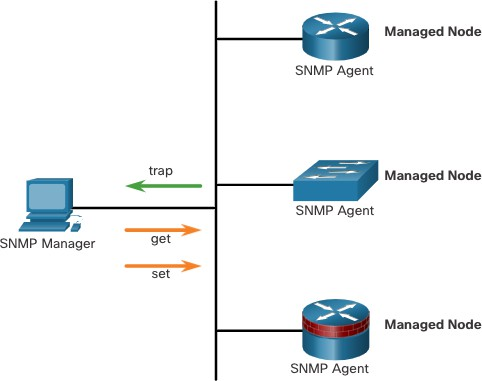 Managed Node
SNMP Agent
trap
Managed Node
SNMP Agent
SNMP Manager
get
set
Managed Node
SNMP Agent